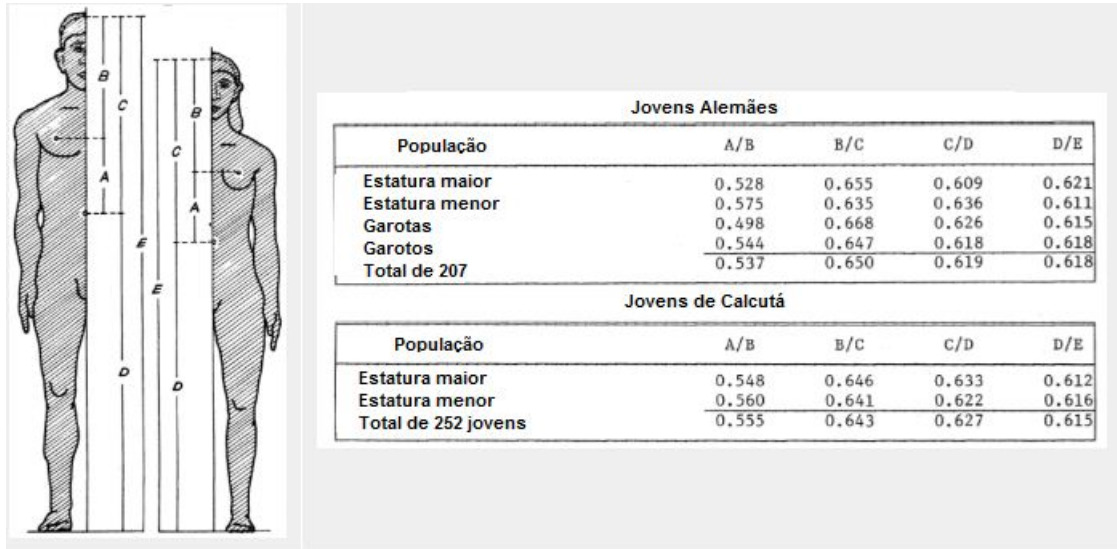 B
C
A
E
D
B
C
A
E
D
Jovens Alemães
População A/B B/C C/D D/E
Estatura maior 0.528 0.655 0.609 0.621
Estatura menor 0.575 0.635 0.636 0.611
Garotas 0.498 0.668 0.626 0.615
Garotos 0.544 0.647 0.618 0.618
Total de 207 0.537 0.650 0.619 0.618
Jovens de Calcutá
População A/B B/C C/D D/E
Estatura maior 0.548 0.646 0.633 0.612
Estatura menor 0.560 0.641 0.622 0.616
Total de 252 jovens 0.555 0.643 0.627 0.615